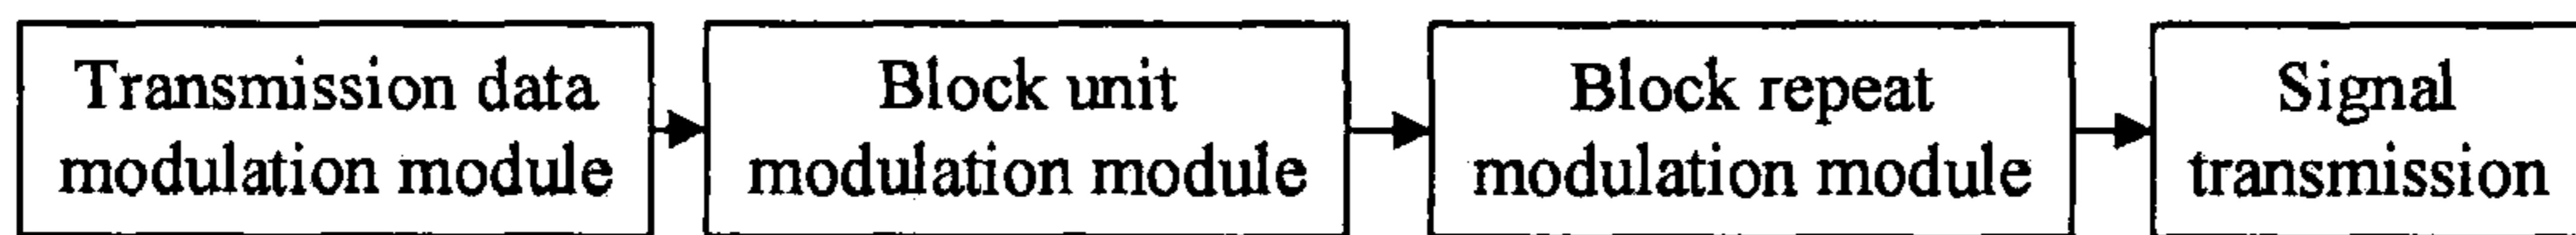 Transmission data
modulation module
Block unit
modulation module
Block repeat
modulation module
Signal
transmission